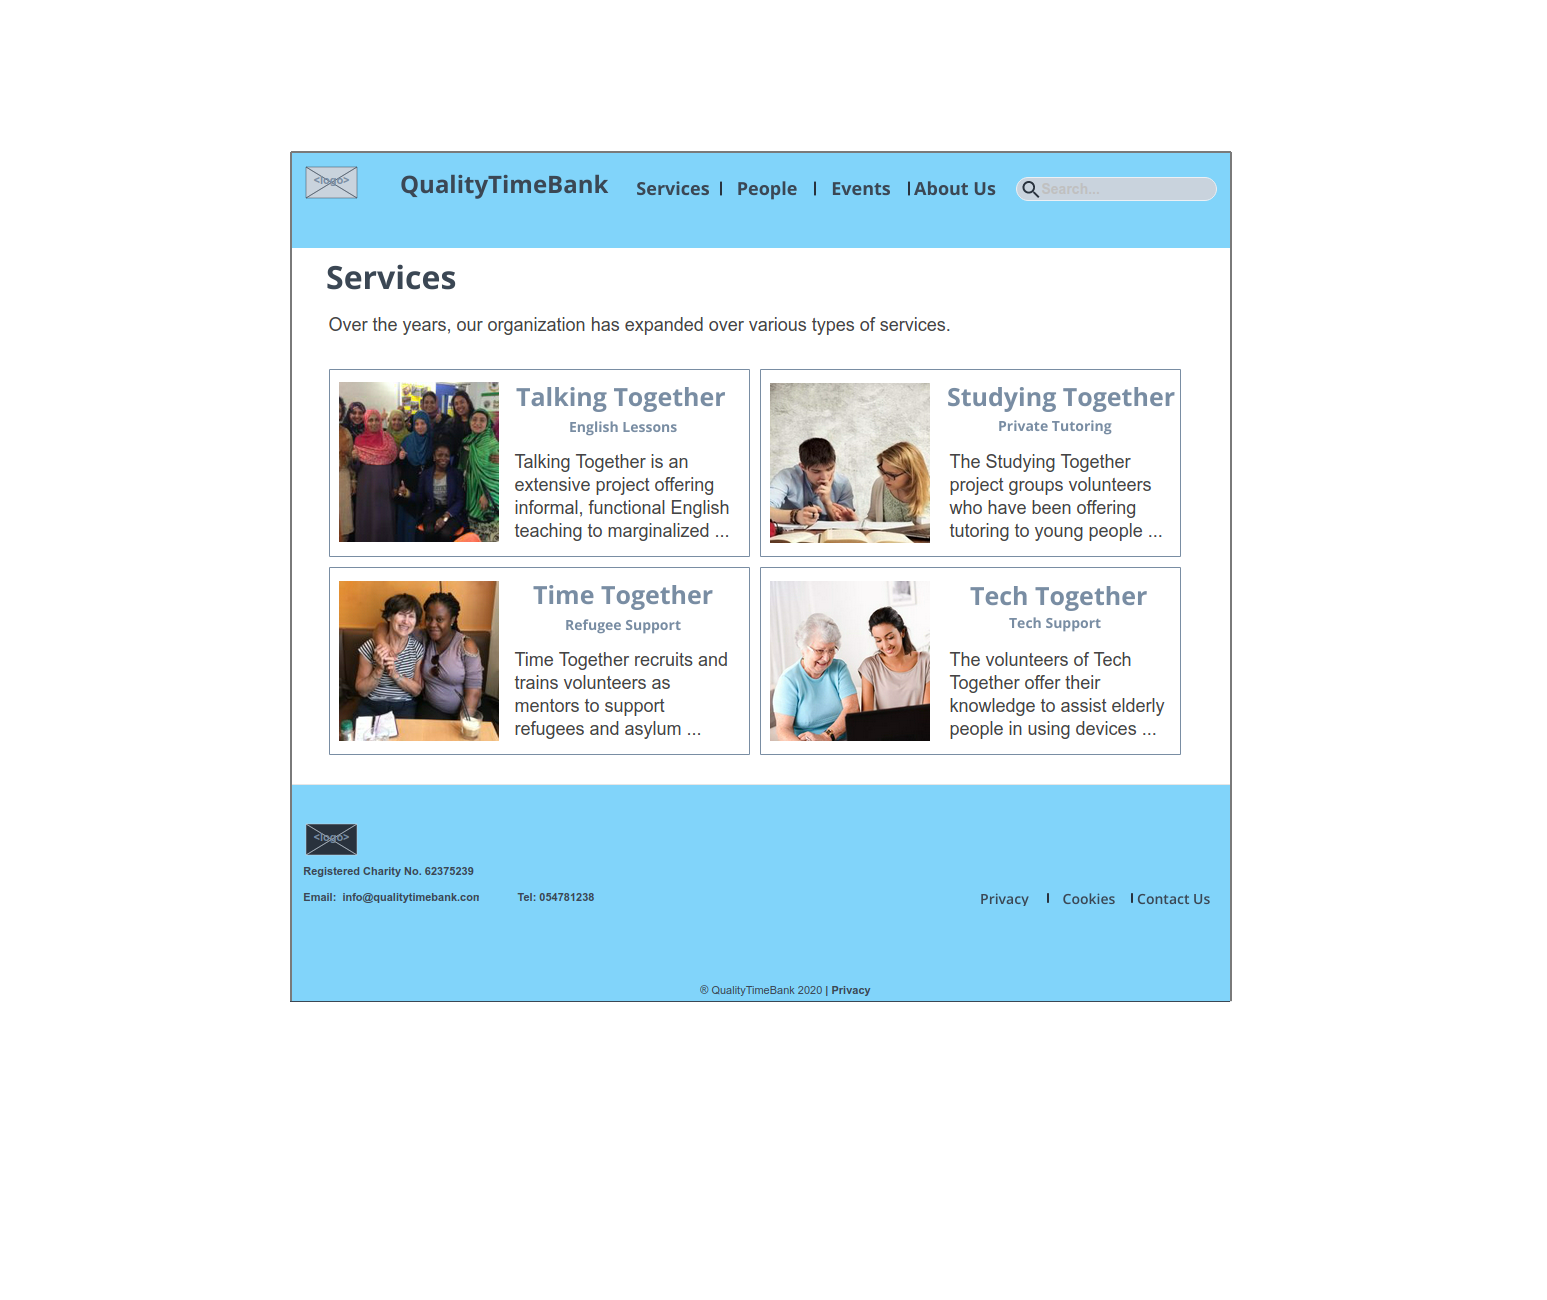 <logo>
QualityTimeBank
Services | People | Events | About Us
Search...
Services
Over the years, our organization has expanded over various types of services.
Talking Together
English Lessons
Talking Together is an
extensive project offering
informal, functional English
teaching to marginalized ...
Studying Together
Private Tutoring
The Studying Together
project groups volunteers
who have been offering
tutoring to young people ...
Time Together
Refugee Support
Time Together recruits and
trains volunteers as
mentors to support
refugees and asylum ...
Tech Together
Tech Support
The volunteers of Tech
Together offer their
knowledge to assist elderly
people in using devices ...
<logo>
Registered Charity No. 62375239
Email: info@qualitytimebank.con Tel: 054781238
Privacy | Cookies | Contact Us
® QualityTimeBank 2020 | Privacy